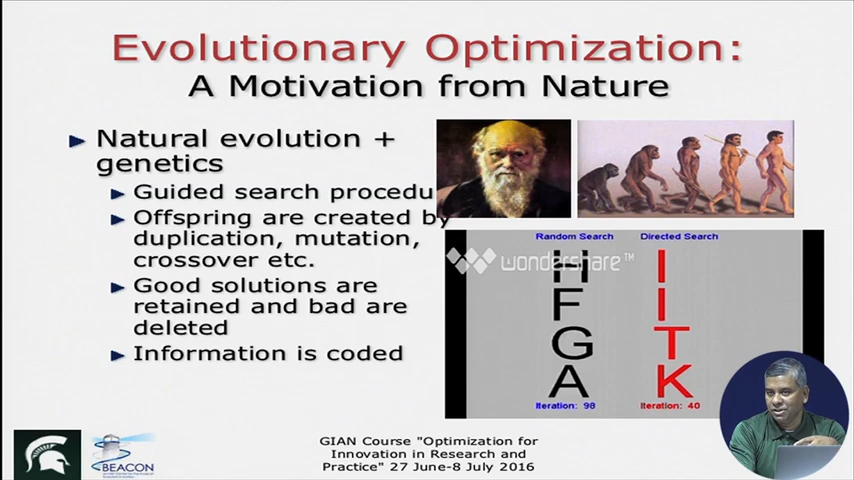 Evolutionary Optimization:
A Motivation from Nature
Natural evolution +
genetics
Guided search procedu
Offspring are created by
duplication, mutation,
crossover etc.
Good solutions are
retained and bad are
deleted
Information is coded
Random Search
Directed Search
wondershare™
H
F
G
A
I
I
T
K
Iteration: 98
Iteration: 40
BEACON
GIAN Course "Optimization for
Innovation in Research and
Practice" 27 June-8 July 2016